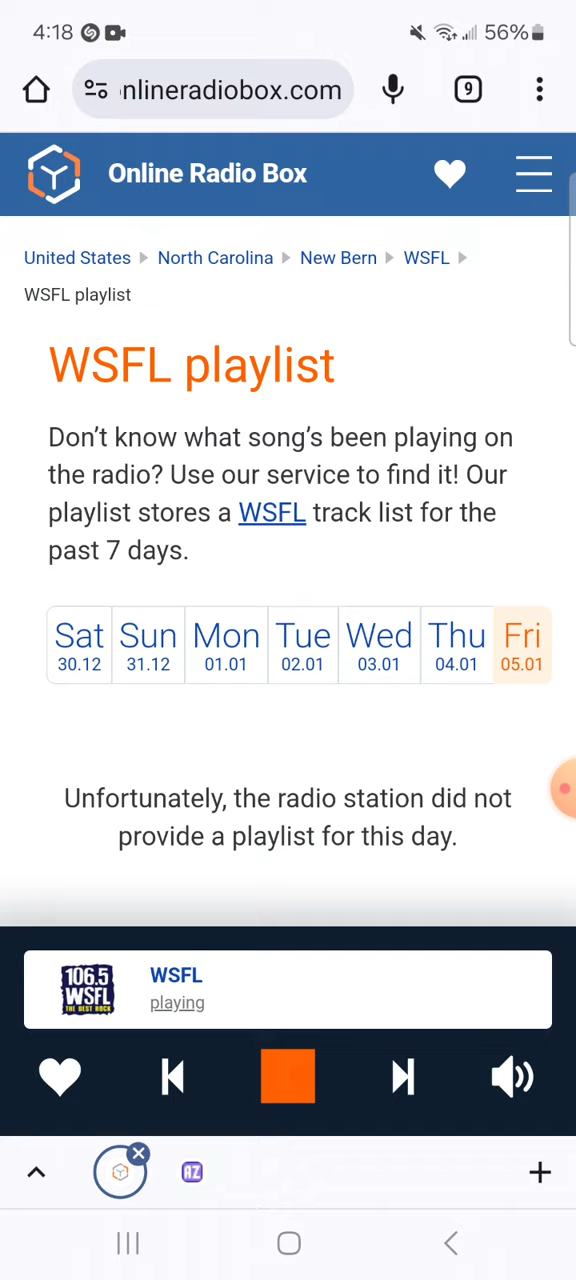 4:18 56%
nlineradiobox.com 9
Online Radio Box
United States North Carolina New Bern WSFL
WSFL playlist
WSFL playlist
Don't know what song's been playing on
the radio? Use our service to find it! Our
playlist stores a WSFL track list for the
past 7 days.
Sat Sun Mon Tue Wed Thu Fri
30.12 31.12 01.01 02.01 03.01 04.01 05.01
Unfortunately, the radio station did not
provide a playlist for this day.
106.5
WSFL
THE BEST ROCK
WSFL
playing
AZ